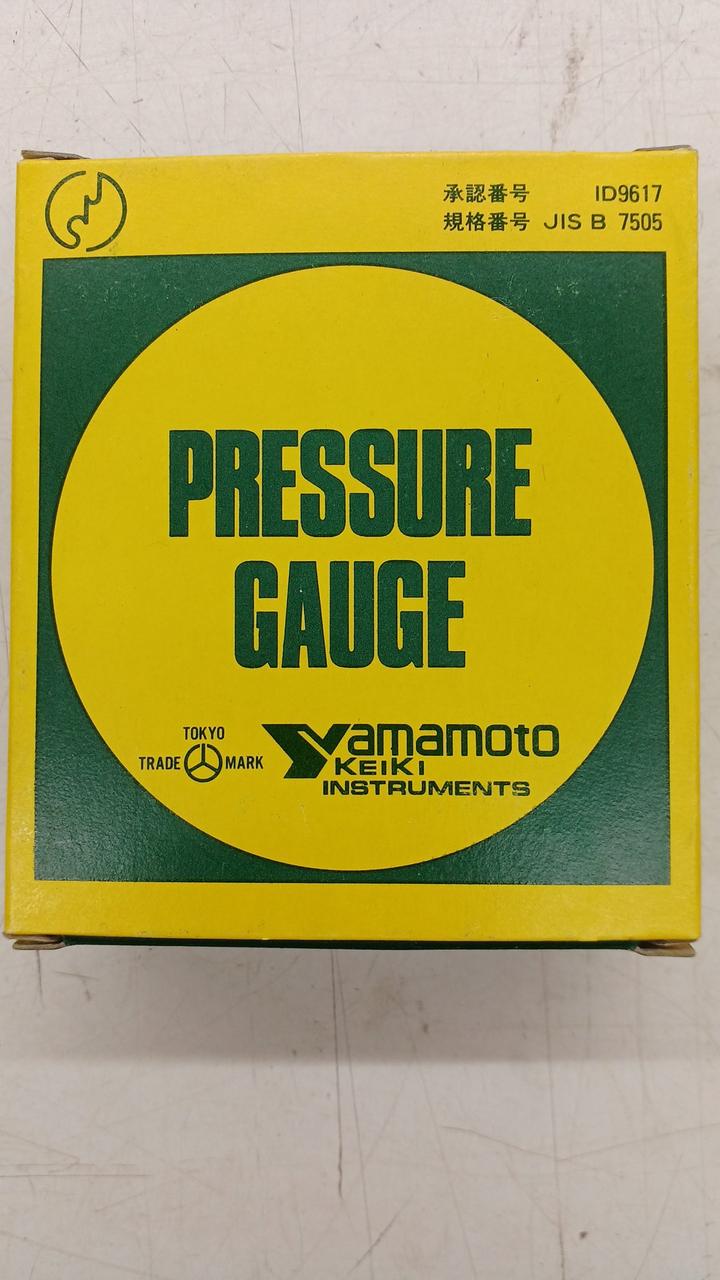 承認番号 ID9617
規格番号 JIS B 7505
PRESSURE
GAUGE
TOKYO
TRADE MARK
Yamamoto
KEIKI
INSTRUMENTS